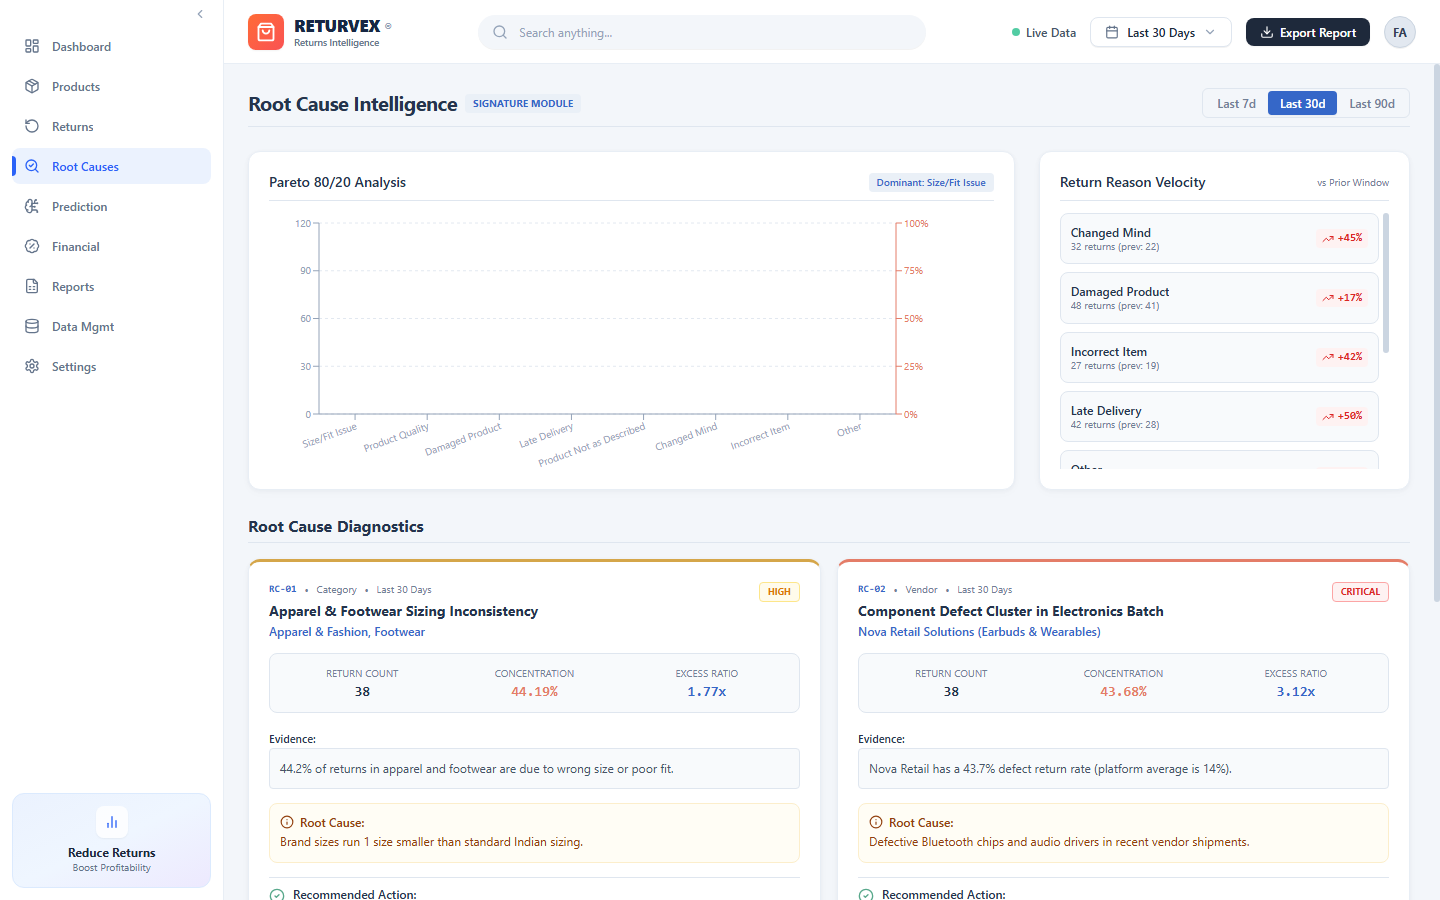 Dashboard
Products
Returns
Root Causes
Prediction
Financial
Reports
Data Mgmt
Settings
Reduce Returns
Boost Profitability
RETURVEX ®
Returns Intelligence
Search anything...
Live Data
Last 30 Days
Export Report
FA
Root Cause Intelligence
SIGNATURE MODULE
Last 7d
Last 30d
Last 90d
Pareto 80/20 Analysis
Dominant: Size/Fit Issue
120
90
60
30
0
100%
75%
50%
25%
0%
Size/Fit Issue
Product Quality
Damaged Product
Late Delivery
Product Not as Described
Changed Mind
Incorrect Item
Other
Return Reason Velocity
vs Prior Window
Changed Mind
32 returns (prev: 22)
+45%
Damaged Product
48 returns (prev: 41)
+17%
Incorrect Item
27 returns (prev: 19)
+42%
Late Delivery
42 returns (prev: 28)
+50%
Other
Root Cause Diagnostics
RC-01 • Category • Last 30 Days
HIGH
Apparel & Footwear Sizing Inconsistency
Apparel & Fashion, Footwear
RETURN COUNT
38
CONCENTRATION
44.19%
EXCESS RATIO
1.77x
Evidence:
44.2% of returns in apparel and footwear are due to wrong size or poor fit.
Root Cause:
Brand sizes run 1 size smaller than standard Indian sizing.
Recommended Action:
RC-02 • Vendor • Last 30 Days
CRITICAL
Component Defect Cluster in Electronics Batch
Nova Retail Solutions (Earbuds & Wearables)
RETURN COUNT
38
CONCENTRATION
43.68%
EXCESS RATIO
3.12x
Evidence:
Nova Retail has a 43.7% defect return rate (platform average is 14%).
Root Cause:
Defective Bluetooth chips and audio drivers in recent vendor shipments.
Recommended Action: